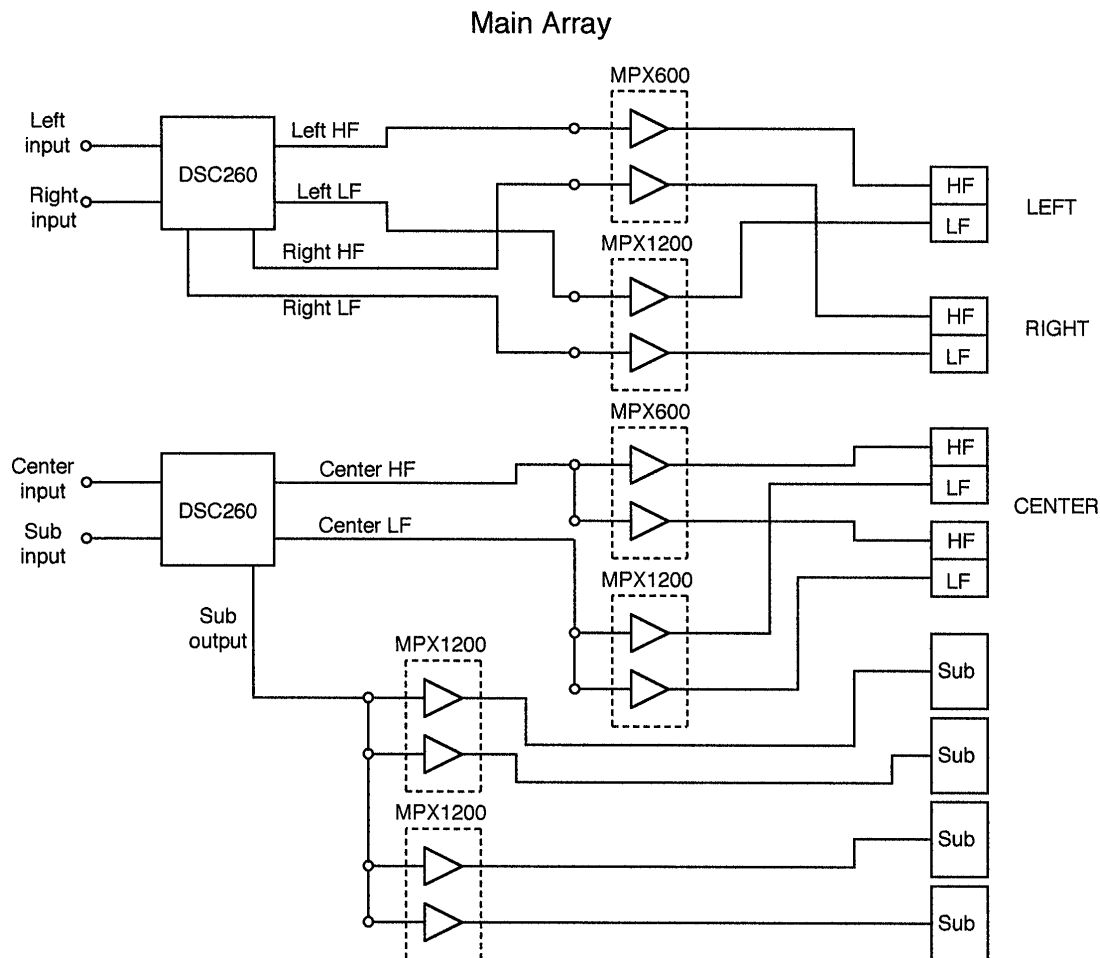 Main Array
MPX600
Left
input
Left HF
DSC260
HF
Right
input
Left LF
LEFT
LF
MPX1200
Right HF
Right LF
HF
RIGHT
LF
MPX600
HF
Center
input
Center HF
LF
CENTER
DSC260
Sub
input
Center LF
HF
MPX1200
LF
Sub
output
MPX1200
Sub
Sub
MPX1200
Sub
Sub